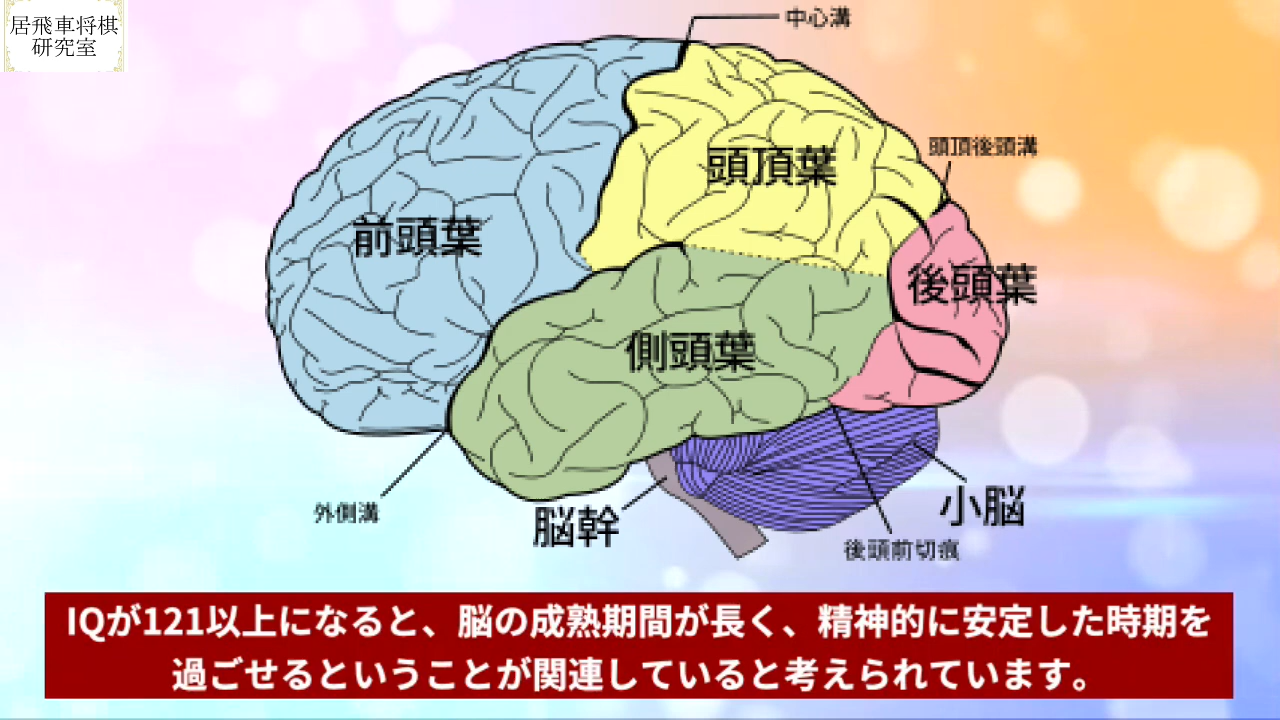 居飛車将棋
研究室
中心溝
頭頂後頭溝
頭頂葉
前頭葉
後頭葉
側頭葉
外側溝
脳幹
小脳
後頭前切痕
IQが121以上になると、脳の成熟期間が長く、精神的に安定した時期を
過ごせるということが関連していると考えられています。